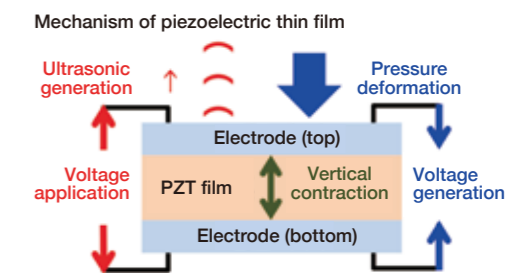 Mechanism of piezoelectric thin film
Ultrasonic
generation
Pressure
deformation
Electrode (top)
Voltage
application
PZT film
Vertical
contraction
Voltage
generation
Electrode (bottom)